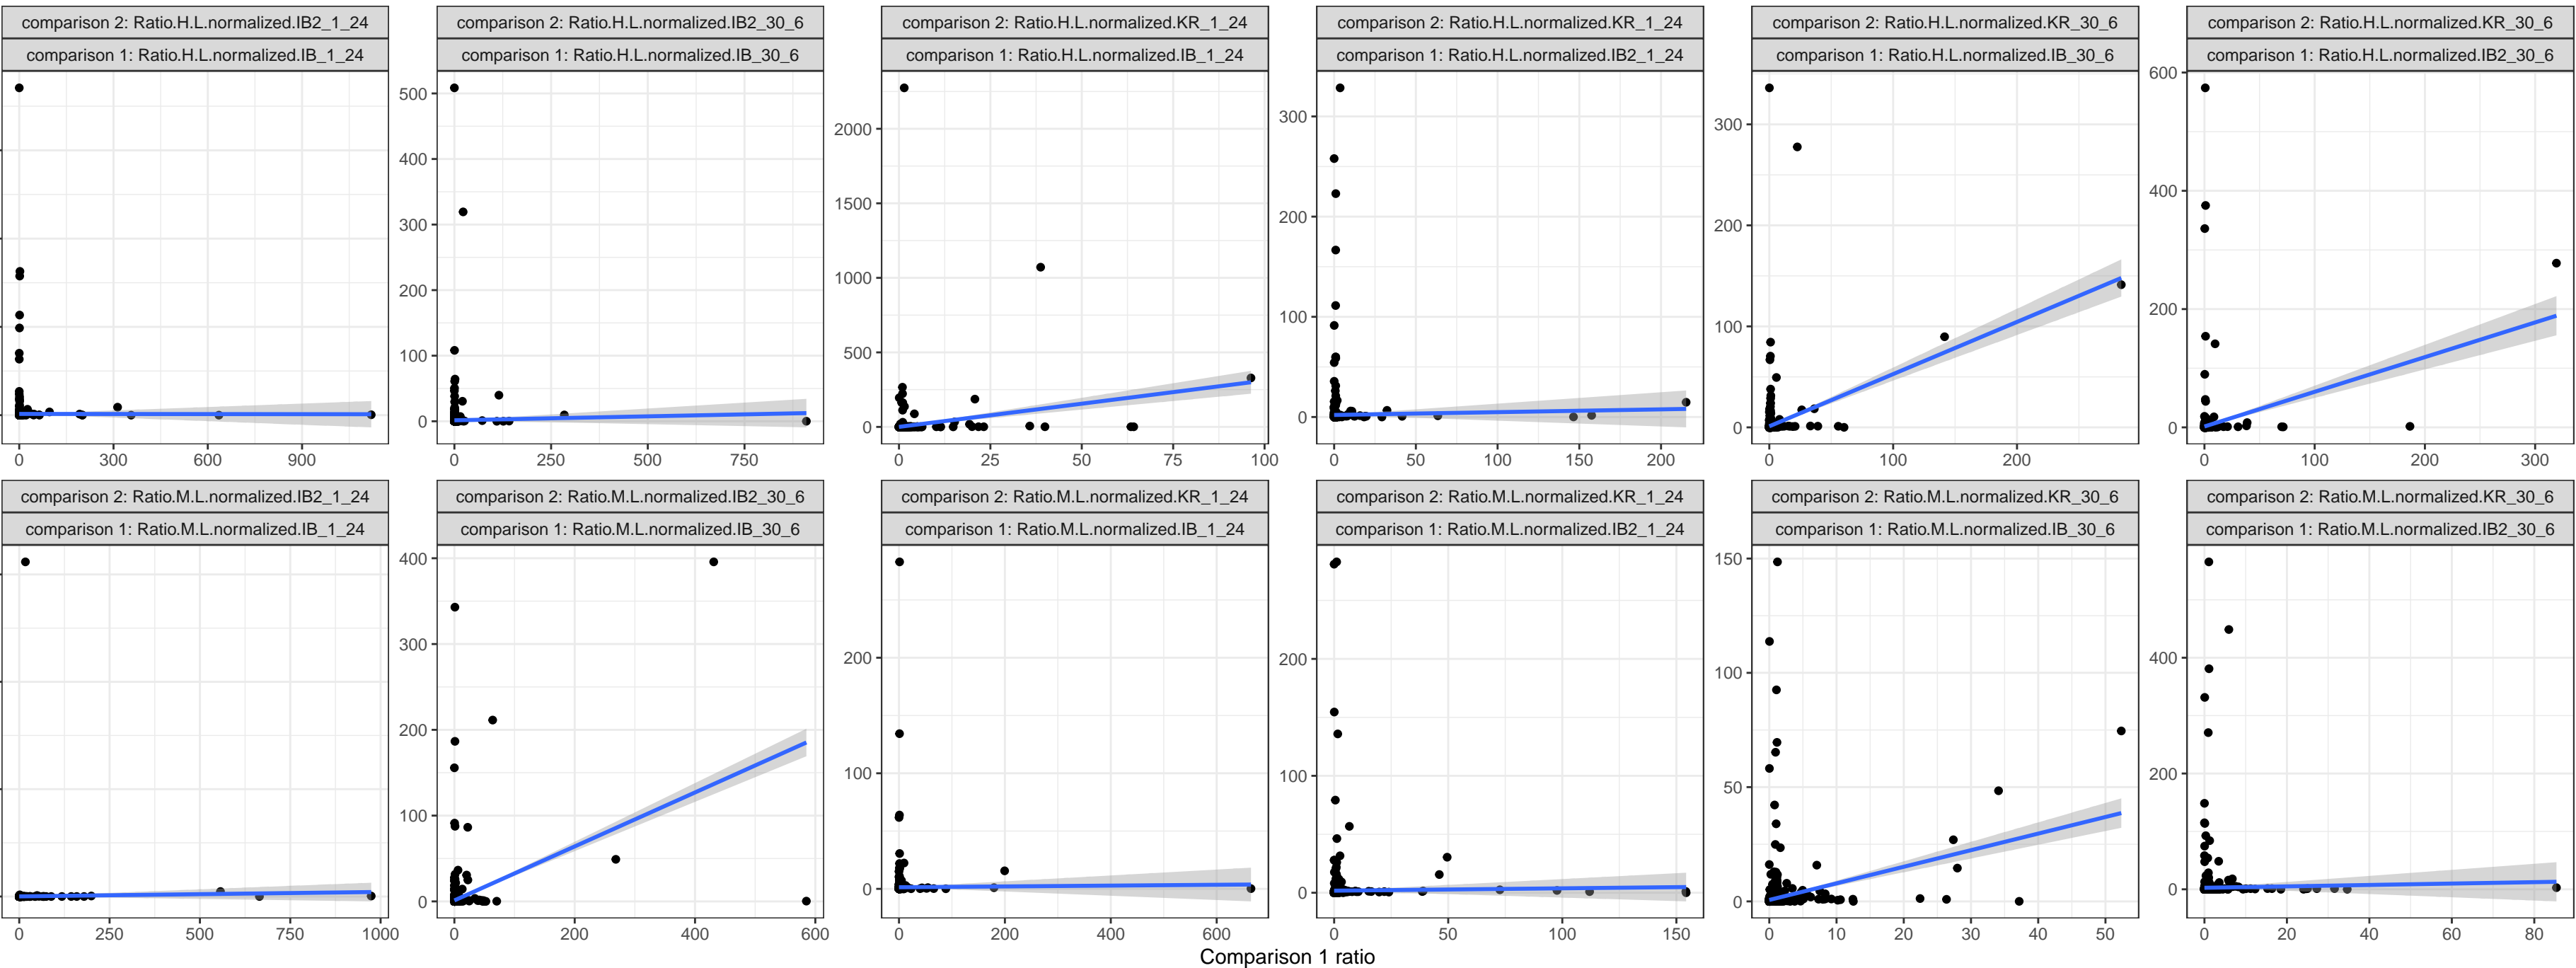 comparison 2: Ratio.H.L.normalized.IB2_1_24
comparison 1: Ratio.H.L.normalized.IB_1_24
0 300 600 900
comparison 2: Ratio.H.L.normalized.IB2_30_6
comparison 1: Ratio.H.L.normalized.IB_30_6
500
400
300
200
100
0
0 250 500 750
comparison 2: Ratio.H.L.normalized.KR_1_24
comparison 1: Ratio.H.L.normalized.IB_1_24
2000
1500
1000
500
0
0 25 50 75 100
comparison 2: Ratio.H.L.normalized.KR_1_24
comparison 1: Ratio.H.L.normalized.IB2_1_24
300
200
100
0
0 50 100 150 200
comparison 2: Ratio.H.L.normalized.KR_30_6
comparison 1: Ratio.H.L.normalized.IB_30_6
300
200
100
0
0 100 200
comparison 2: Ratio.H.L.normalized.KR_30_6
comparison 1: Ratio.H.L.normalized.IB2_30_6
600
400
200
0
0 100 200 300
comparison 2: Ratio.M.L.normalized.IB2_1_24
comparison 1: Ratio.M.L.normalized.IB_1_24
0 250 500 750 1000
comparison 2: Ratio.M.L.normalized.IB2_30_6
comparison 1: Ratio.M.L.normalized.IB_30_6
400
300
200
100
0
0 200 400 600
comparison 2: Ratio.M.L.normalized.KR_1_24
comparison 1: Ratio.M.L.normalized.IB_1_24
200
100
0
0 200 400 600
comparison 2: Ratio.M.L.normalized.KR_1_24
comparison 1: Ratio.M.L.normalized.IB2_1_24
200
100
0
0 50 100 150
comparison 2: Ratio.M.L.normalized.KR_30_6
comparison 1: Ratio.M.L.normalized.IB_30_6
150
100
50
0
0 10 20 30 40 50
comparison 2: Ratio.M.L.normalized.KR_30_6
comparison 1: Ratio.M.L.normalized.IB2_30_6
400
200
0
0 20 40 60 80
Comparison 1 ratio